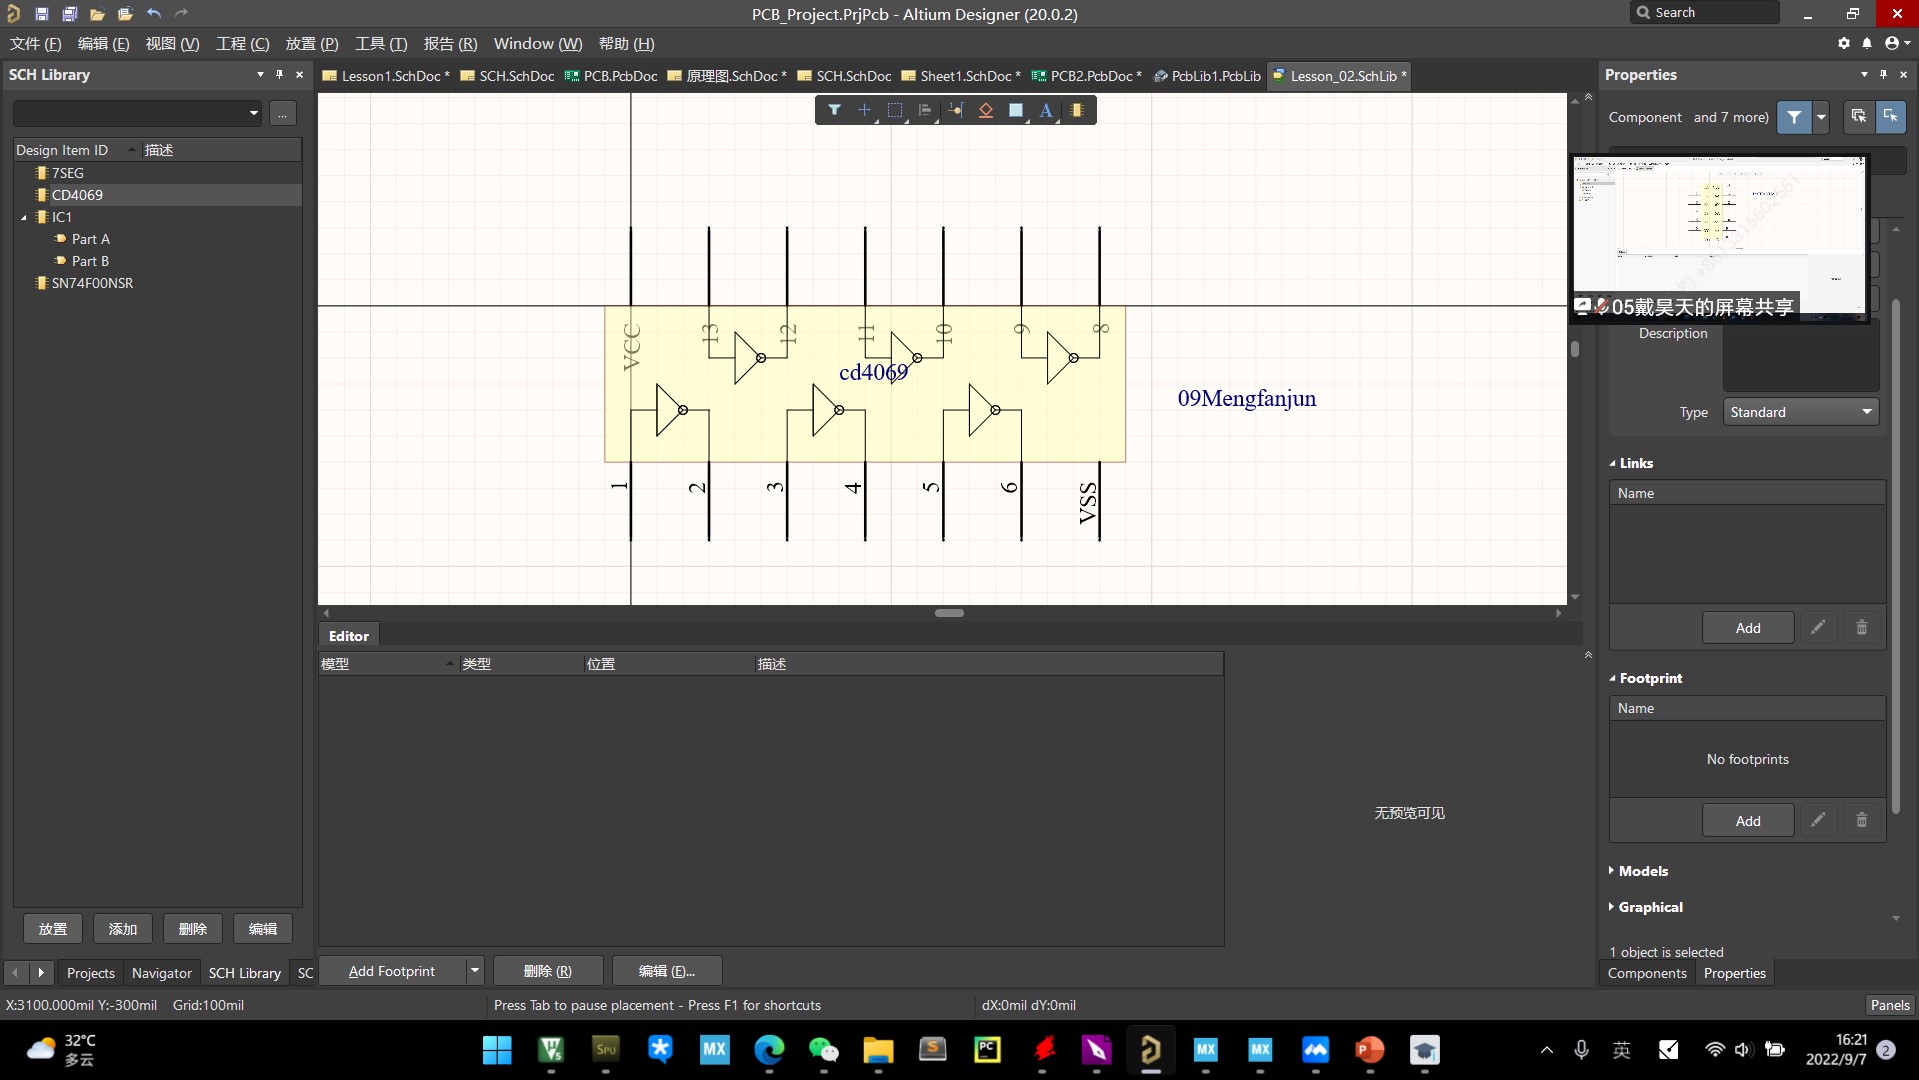 PCB_Project.PrjPcb - Altium Designer (20.0.2)
Search
文件 (F) 编辑 (E) 视图 (V) 工程 (C) 放置 (P) 工具 (T) 报告 (R) Window (W) 帮助 (H)
SCH Library
Lesson1.SchDoc * SCH.SchDoc PCB.PcbDoc 原理图.SchDoc * SCH.SchDoc Sheet1.SchDoc * PCB2.PcbDoc * PcbLib1.PcbLib Lesson_02.SchLib *
Properties
...
Component and 7 more)
Design Item ID 描述
7SEG
CD4069
IC1
Part A
Part B
SN74F00NSR
VCC 13 12 11 10 9 8
cd4069
09Mengfanjun
1 2 3 4 5 6 VSS
05戴昊天的屏幕共享
Description
Type Standard
Links
Name
Add
Footprint
Name
No footprints
Add
Models
Graphical
1 object is selected
Components Properties
Editor
模型 类型 位置 描述
无预览可见
放置 添加 删除 编辑
Projects Navigator SCH Library SC
Add Footprint 删除 (R) 编辑 (E)...
X:3100.000mil Y:-300mil Grid:100mil
Press Tab to pause placement - Press F1 for shortcuts
dX:0mil dY:0mil
Panels
32°C
多云
SPU
MX
S
PC
MX
MX
P
英
16:21
2022/9/7
2